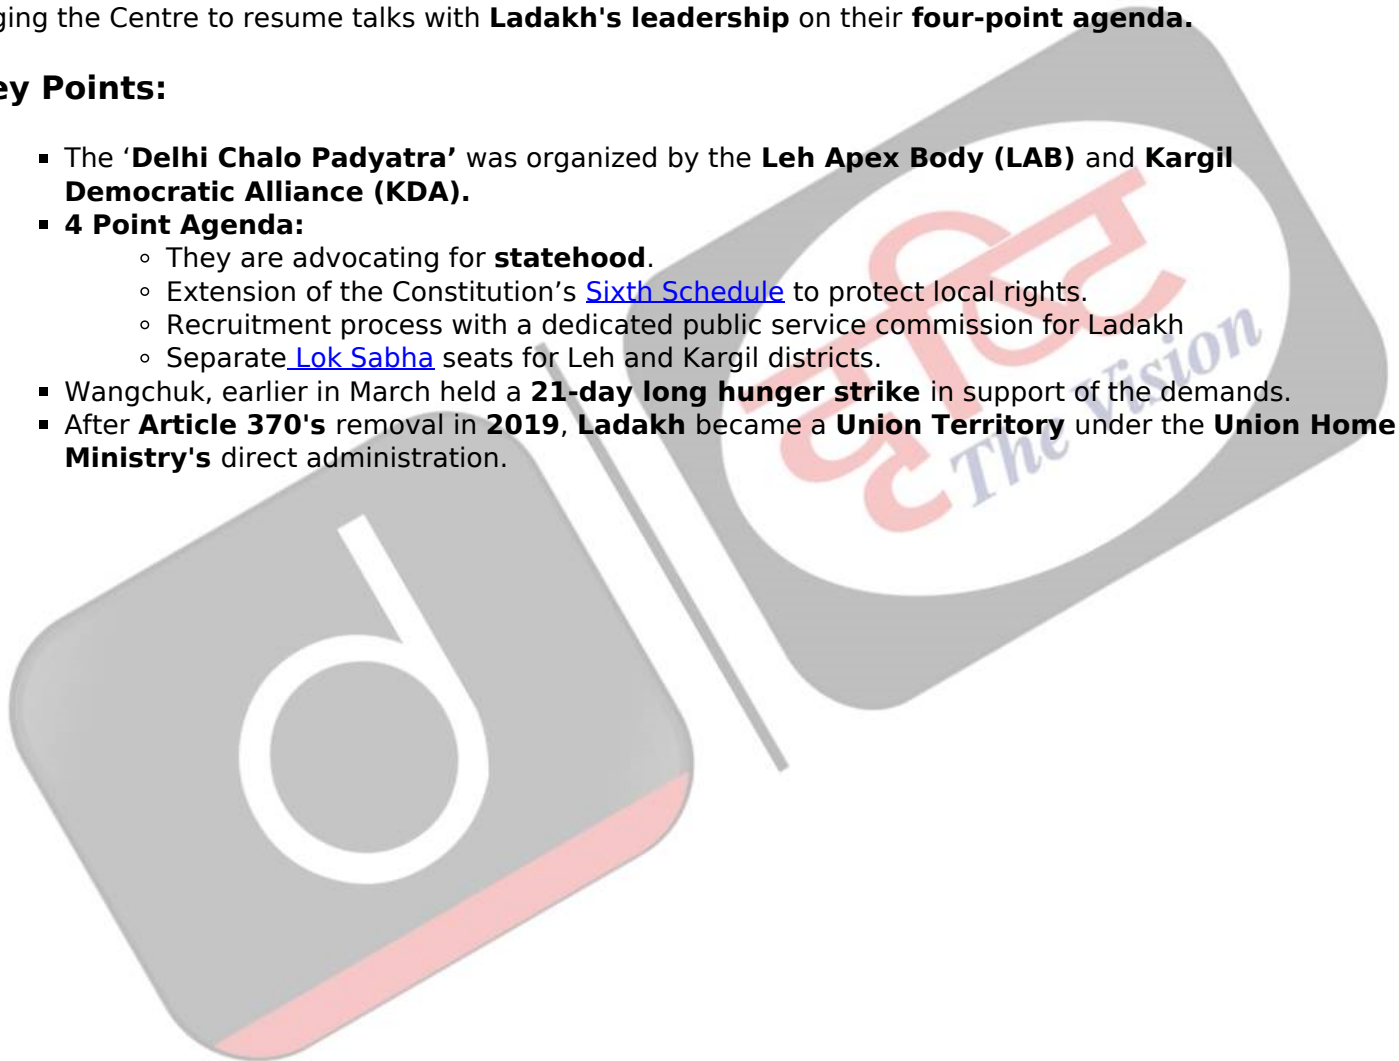 ging the Centre to resume talks with Ladakh's leadership on their four-point agenda.
ey Points:
▪ The ‘Delhi Chalo Padyatra’ was organized by the Leh Apex Body (LAB) and Kargil
Democratic Alliance (KDA).
▪ 4 Point Agenda:
◦ They are advocating for statehood.
◦ Extension of the Constitution’s Sixth Schedule to protect local rights.
◦ Recruitment process with a dedicated public service commission for Ladakh
◦ Separate Lok Sabha seats for Leh and Kargil districts.
▪ Wangchuk, earlier in March held a 21-day long hunger strike in support of the demands.
▪ After Article 370's removal in 2019, Ladakh became a Union Territory under the Union Home
Ministry's direct administration.
दृष्टि
The Vision
d